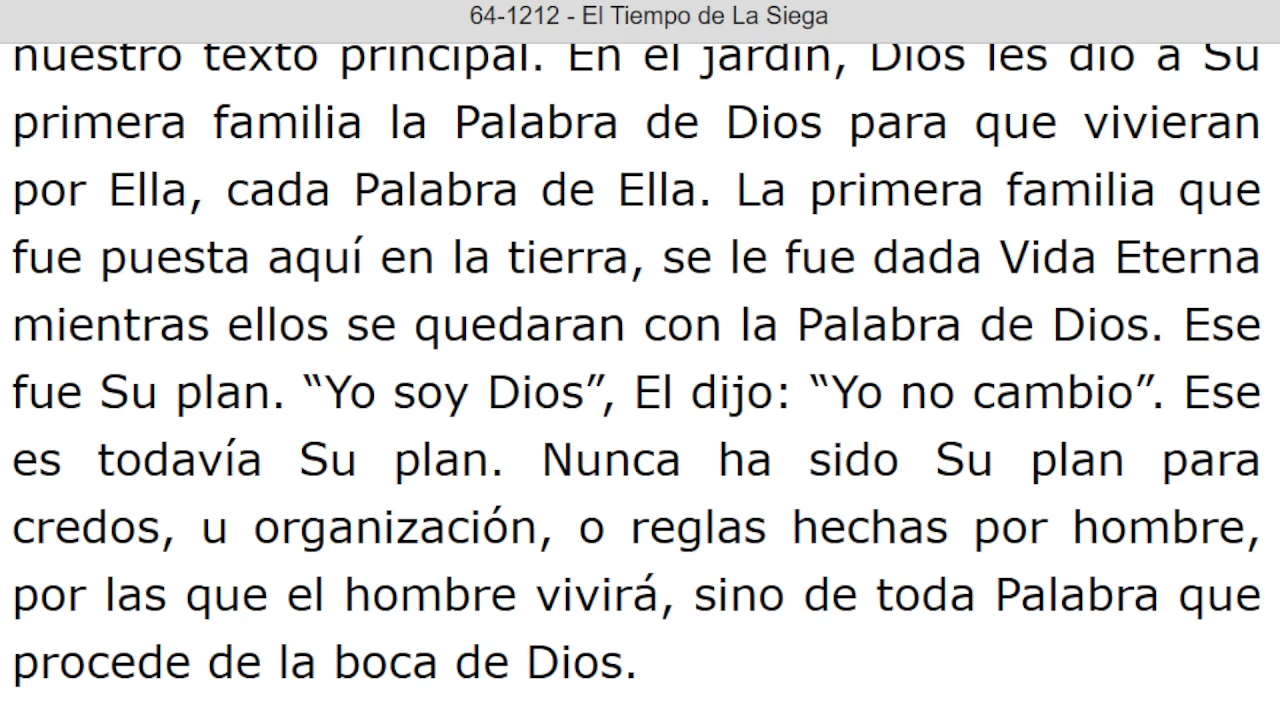 64-1212 - El Tiempo de La Siega
nuestro texto principal. En el jardín, Dios les dio a Su
primera familia la Palabra de Dios para que vivieran
por Ella, cada Palabra de Ella. La primera familia que
fue puesta aquí en la tierra, se le fue dada Vida Eterna
mientras ellos se quedaran con la Palabra de Dios. Ese
fue Su plan. “Yo soy Dios”, El dijo: “Yo no cambio”. Ese
es todavía Su plan. Nunca ha sido Su plan para
credos, u organización, o reglas hechas por hombre,
por las que el hombre vivirá, sino de toda Palabra que
procede de la boca de Dios.